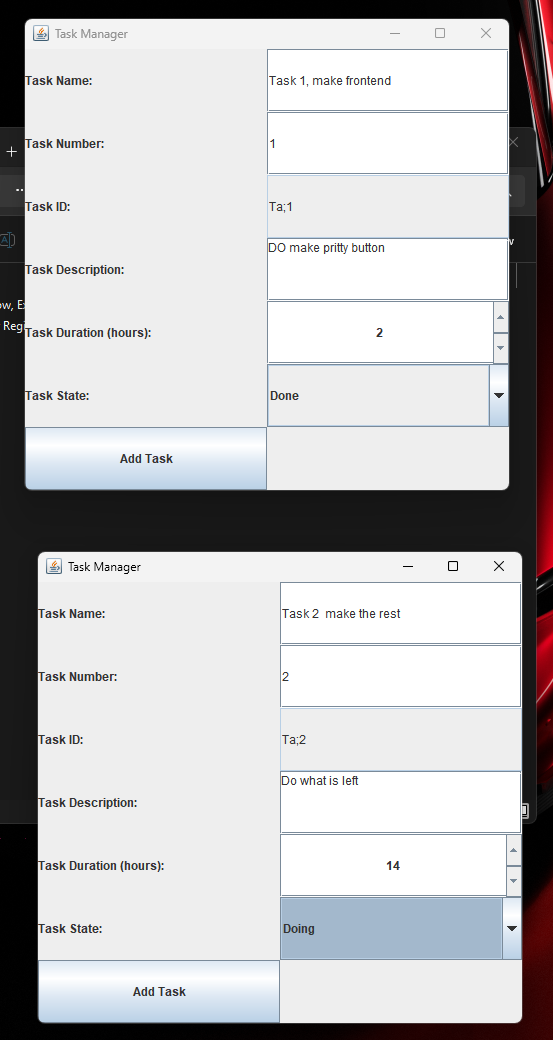 Task Manager
Task Name: Task 1, make frontend
Task Number: 1
Task ID: Ta;1
Task Description: DO make pritty button
Task Duration (hours): 2
Task State: Done
Add Task
Task Manager
Task Name: Task 2  make the rest
Task Number: 2
Task ID: Ta;2
Task Description: Do what is left
Task Duration (hours): 14
Task State: Doing
Add Task